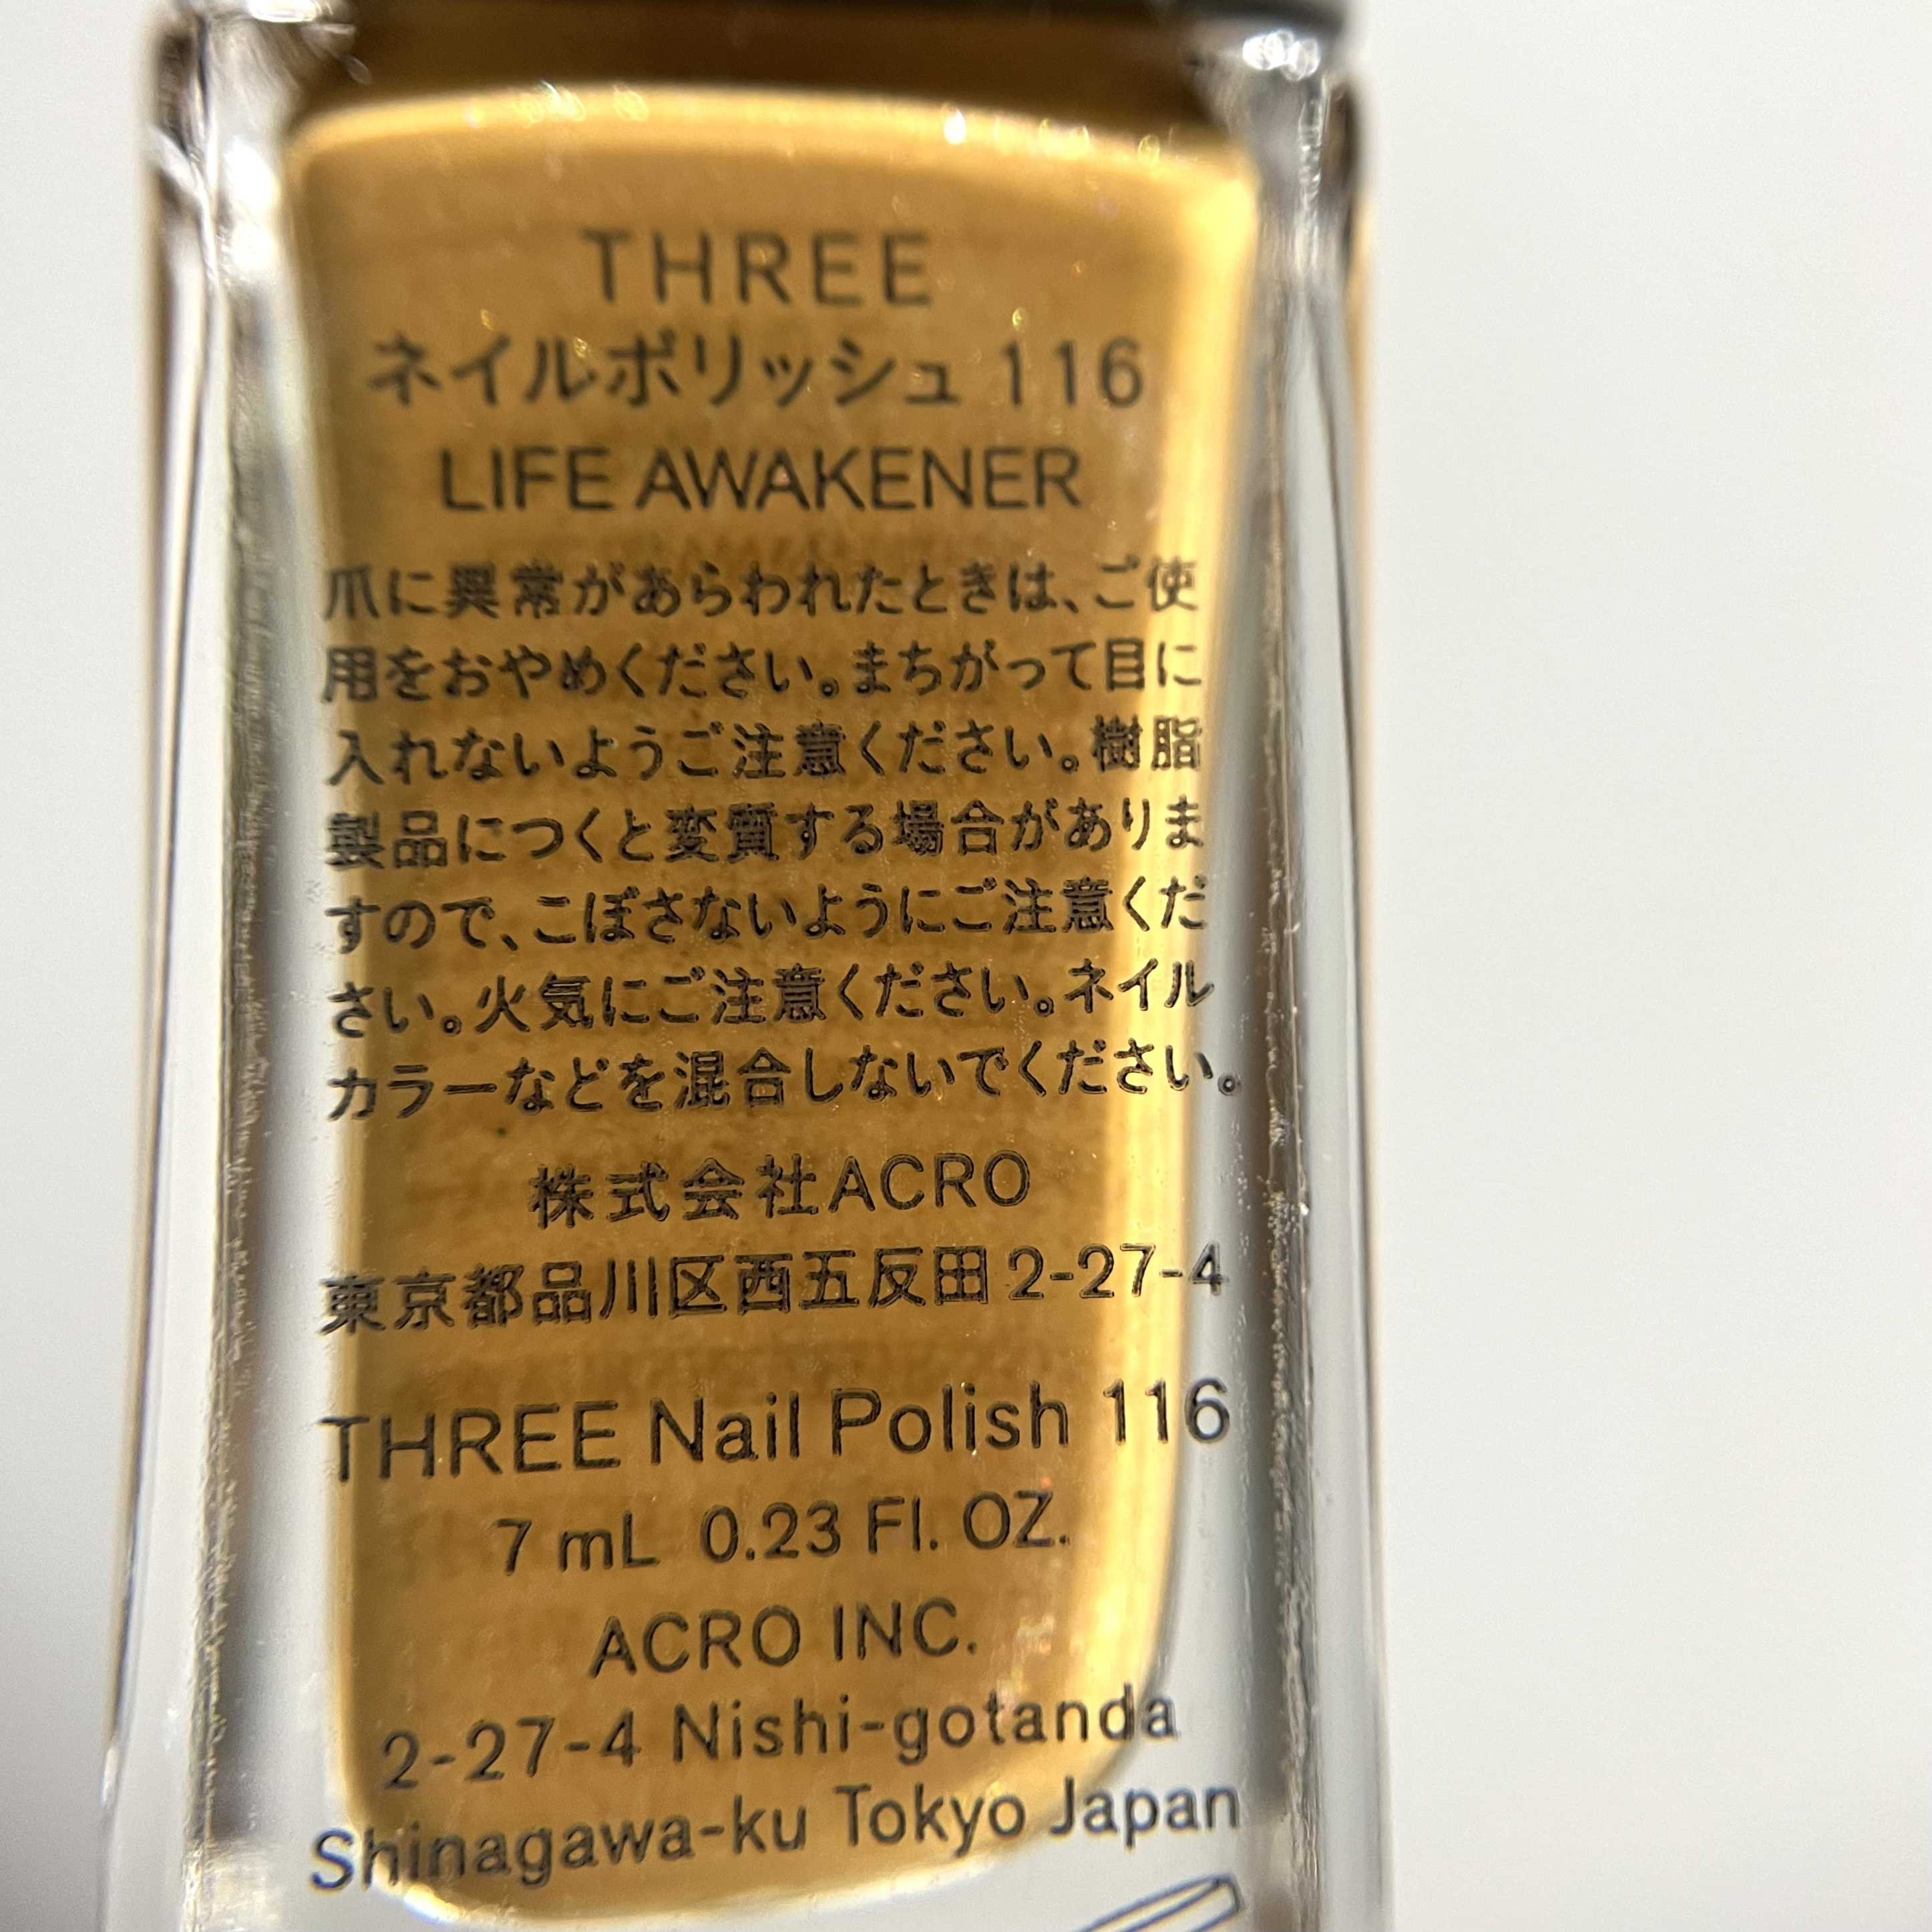 THREE
ネイルポリッシュ 116
LIFE AWAKENER
爪に異常があらわれたときは、ご使
用をおやめください。まちがって目に
入れないようご注意ください。樹脂
製品につくと変質する場合がありま
すので、こぼさないようにご注意くだ
さい。火気にご注意ください。ネイル
カラーなどを混合しないでください。
株式会社ACRO
東京都品川区西五反田2-27-4
THREE Nail Polish 116
7 mL 0.23 Fl. OZ.
ACRO INC.
2-27-4 Nishi-gotanda
Shinagawa-ku Tokyo Japan